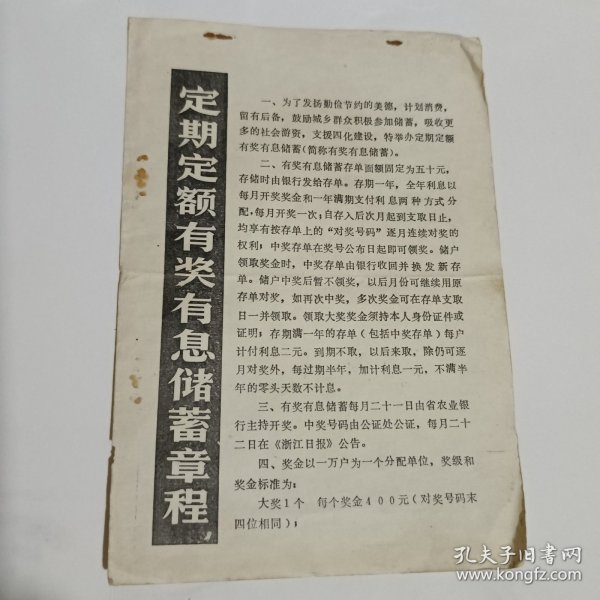 定期定额有奖有息储蓄章程
一、为了发扬勤俭节约的美德，计划消费，
留有后备，鼓励城乡群众积极参加储蓄，吸收更
多的社会游资，支援四化建设，特举办定期定额
有奖有息储蓄(简称有奖有息储蓄)。
二、有奖有息储蓄存单面额固定为五十元，
存储时由银行发给存单。存期一年，全年利息以
每月开奖奖金和一年满期支付利息两种方式分
配，每月开奖一次；自存入后次月起到支取日止，
均享有按存单上的“对奖号码”逐月连续对奖的
权利；中奖存单在奖号公布日起即可领奖。储户
领取奖金时，中奖存单由银行收回并换发新存
单。储户中奖后暂不领奖，以后月份可继续用原
存单对奖，如再次中奖，多次奖金可在存单支取
日一并领取。领取大奖奖金须持本人身份证件或
证明；存期满一年的存单(包括中奖存单)每户
计付利息二元。到期不取，以后来取，除仍可逐
月对奖外，每过期半年，加计利息一元，不满半
年的零头天数不计息。
三、有奖有息储蓄每月二十一日由省农业银
行主持开奖。中奖号码由公证处公证，每月二十
二日在《浙江日报》公告。
四、奖金以一万户为一个分配单位，奖级和
奖金标准为：
大奖1个 每个奖金400元(对奖号码末
四位相同)；
孔夫子旧书网
www.kongfz.com